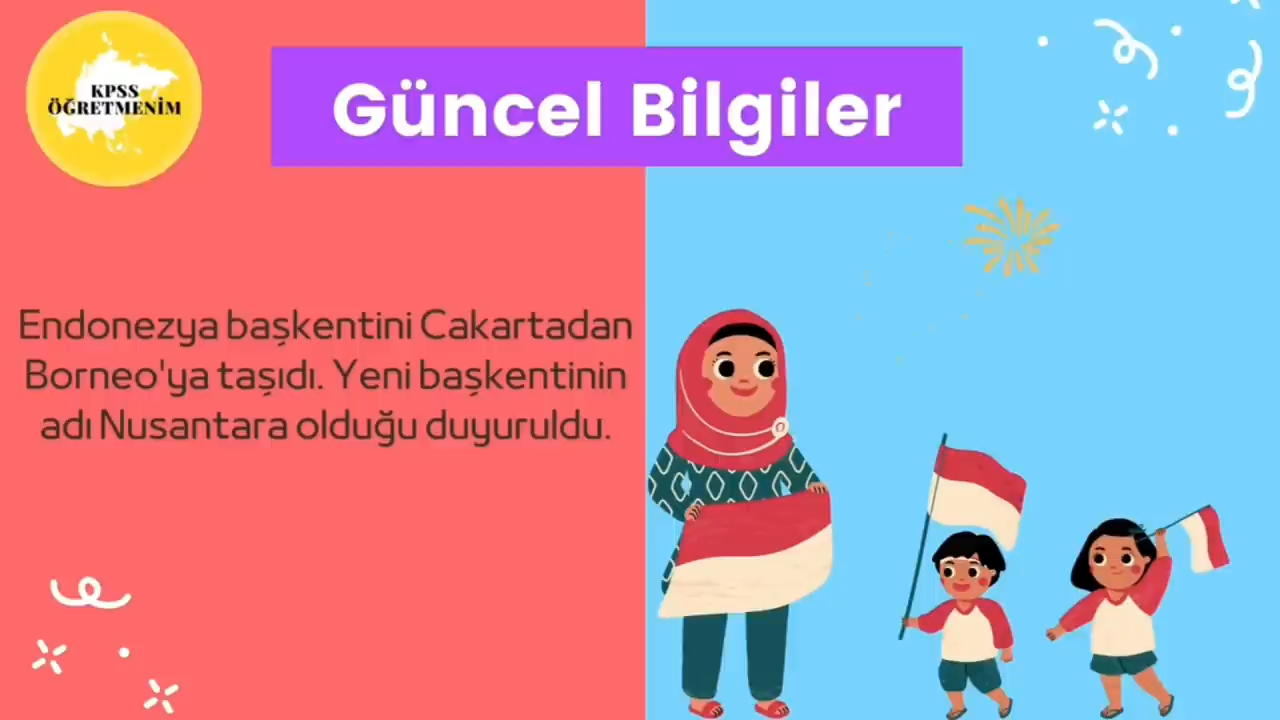 KPSS
ÖĞRETMENİM
Güncel Bilgiler
Endonezya başkentini Cakartadan
Borneo'ya taşıdı. Yeni başkentinin
adı Nusantara olduğu duyuruldu.